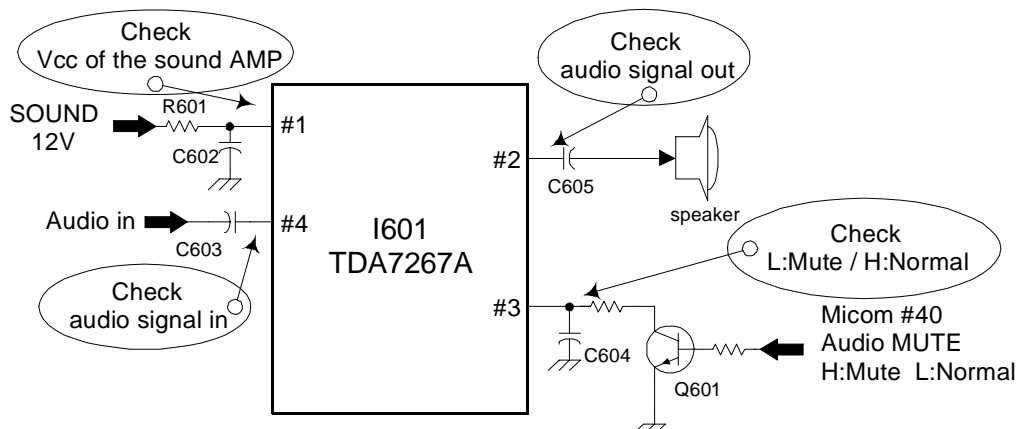 Check
Vcc of the sound AMP
Check
audio signal out
SOUND
12V
R601
#1
C602
#2
C605
speaker
Audio in
C603
#4
I601
TDA7267A
Check
L:Mute / H:Normal
Check
audio signal in
#3
C604
Q601
Micom #40
Audio MUTE
H:Mute L:Normal